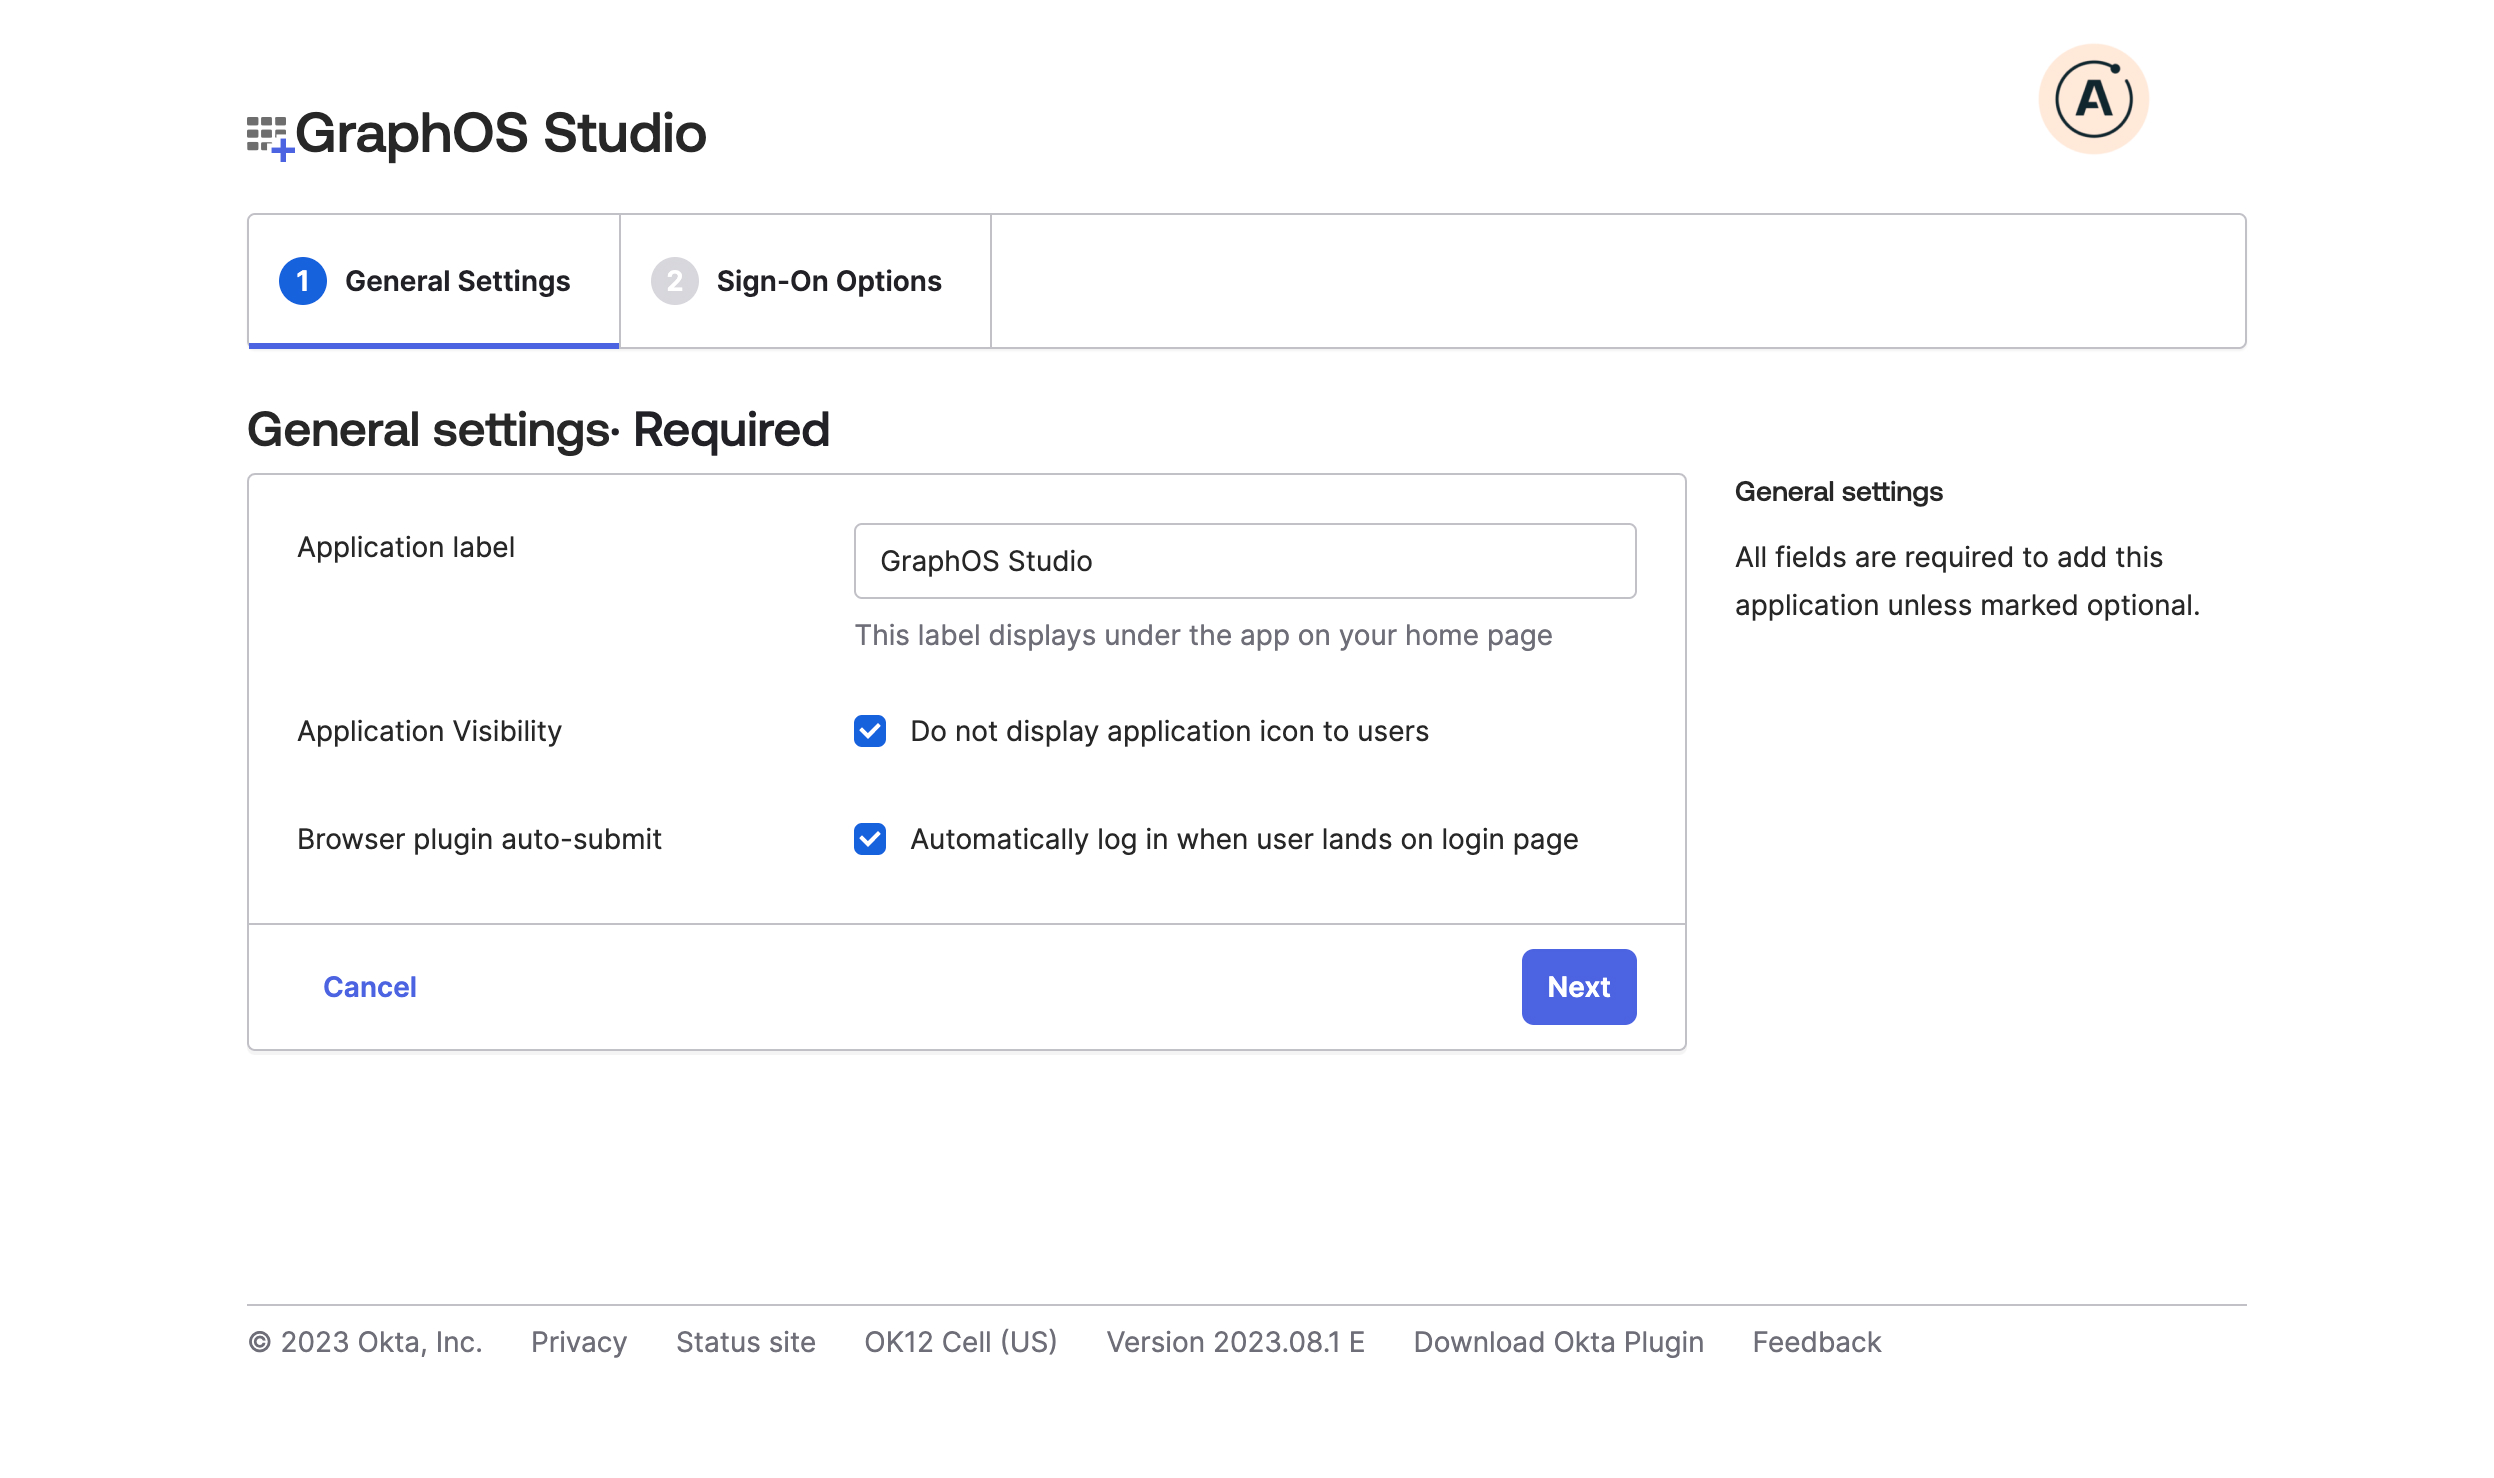 GraphOS Studio
A
1 General Settings
2 Sign-On Options
General settings· Required
Application label
GraphOS Studio
This label displays under the app on your home page
Application Visibility
Do not display application icon to users
Browser plugin auto-submit
Automatically log in when user lands on login page
Cancel
Next
General settings
All fields are required to add this
application unless marked optional.
© 2023 Okta, Inc. Privacy Status site OK12 Cell (US) Version 2023.08.1 E Download Okta Plugin Feedback